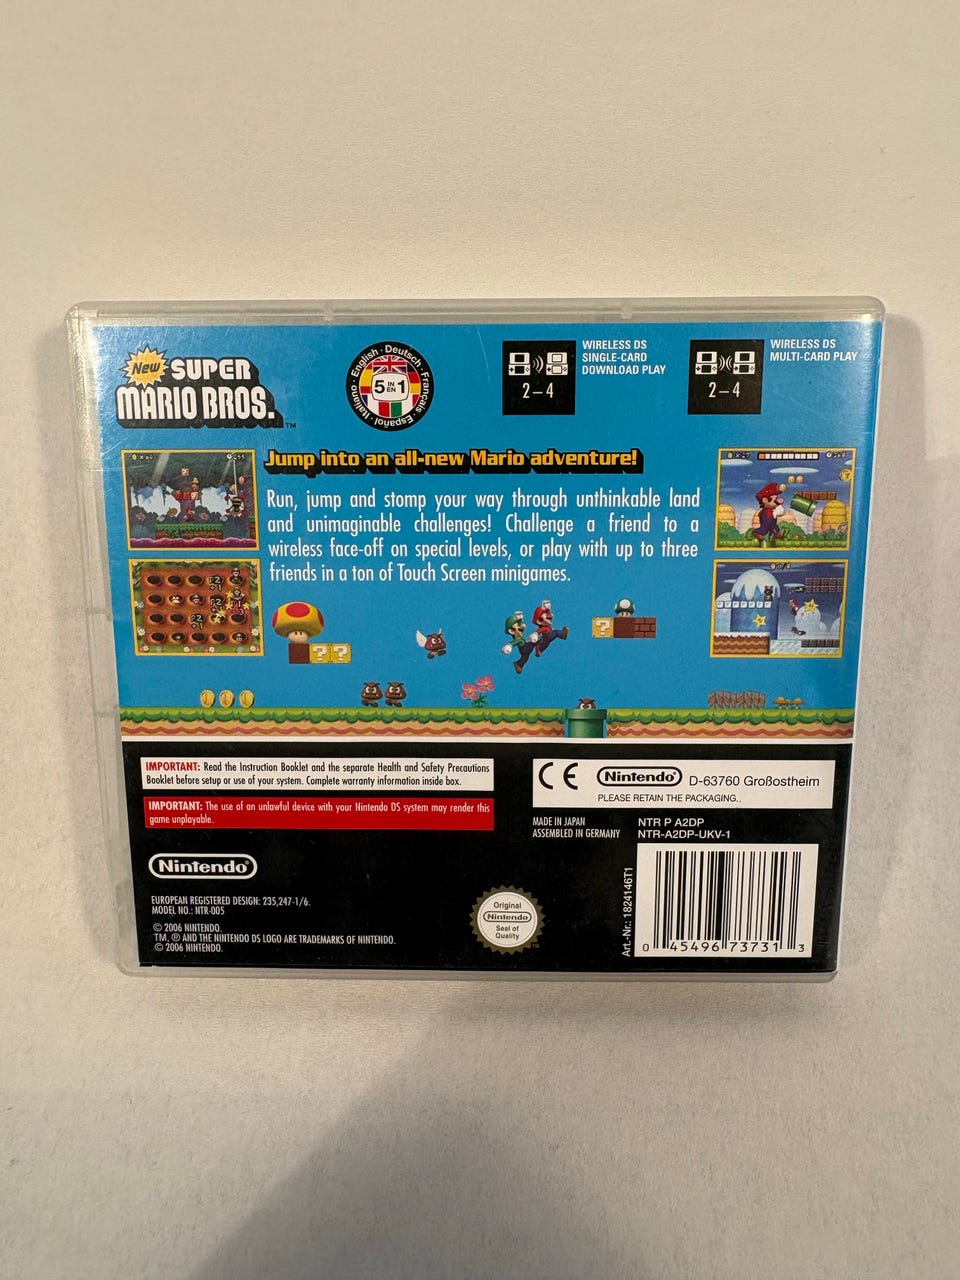 New SUPER
MARIO BROS.™
English · Deutsch · Français · Español · Italiano ·
5 IN EN 1
2–4
WIRELESS DS
SINGLE-CARD
DOWNLOAD PLAY
2–4
WIRELESS DS
MULTI-CARD PLAY
Jump into an all-new Mario adventure!
Run, jump and stomp your way through unthinkable land
and unimaginable challenges! Challenge a friend to a
wireless face-off on special levels, or play with up to three
friends in a ton of Touch Screen minigames.
IMPORTANT: Read the Instruction Booklet and the separate Health and Safety Precautions
Booklet before setup or use of your system. Complete warranty information inside box.
IMPORTANT: The use of an unlawful device with your Nintendo DS system may render this
game unplayable.
CE Nintendo® D-63760 Großostheim
PLEASE RETAIN THE PACKAGING.
MADE IN JAPAN
ASSEMBLED IN GERMANY
NTR P A2DP
NTR-A2DP-UKV-1
Nintendo®
EUROPEAN REGISTERED DESIGN: 235,247-1/6.
MODEL NO.: NTR-005
© 2006 NINTENDO.
TM, ® AND THE NINTENDO DS LOGO ARE TRADEMARKS OF NINTENDO.
© 2006 NINTENDO.
Original
Nintendo
Seal of
Quality
Art.-Nr.: 1824146T1
0 45496 73731 3